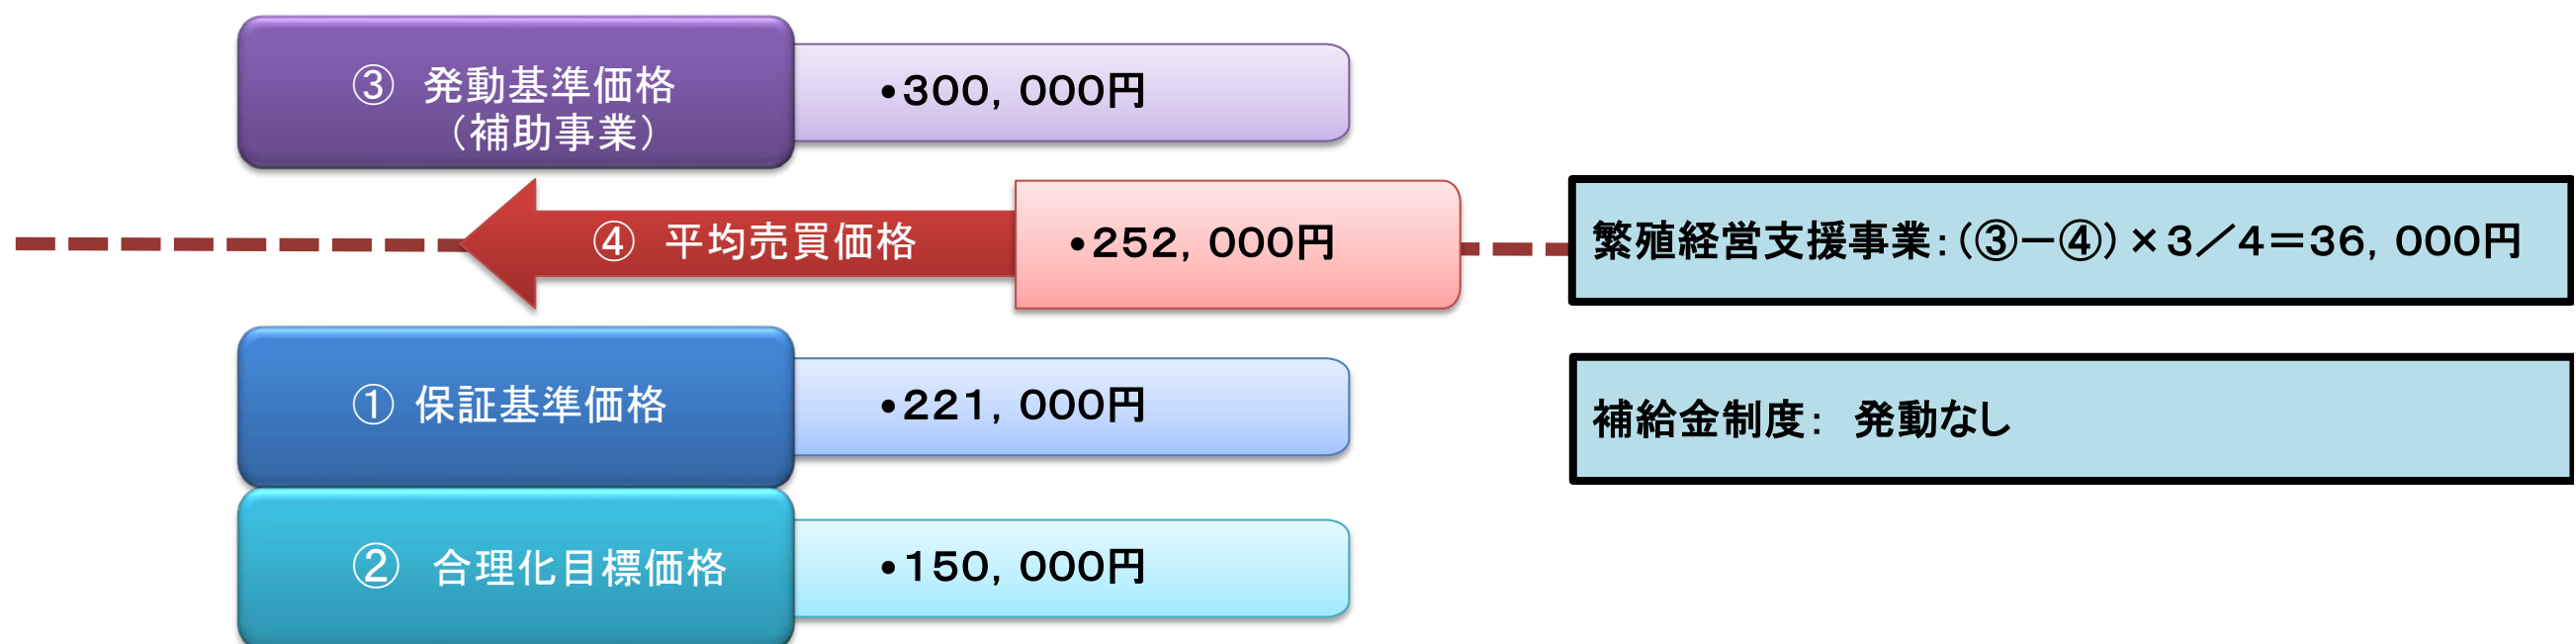 ③ 発動基準価格
（補助事業）
•300，000円
④ 平均売買価格
•252，000円
繁殖経営支援事業：（③－④）×３／４＝36，000円
① 保証基準価格
•221，000円
補給金制度： 発動なし
② 合理化目標価格
•150，000円